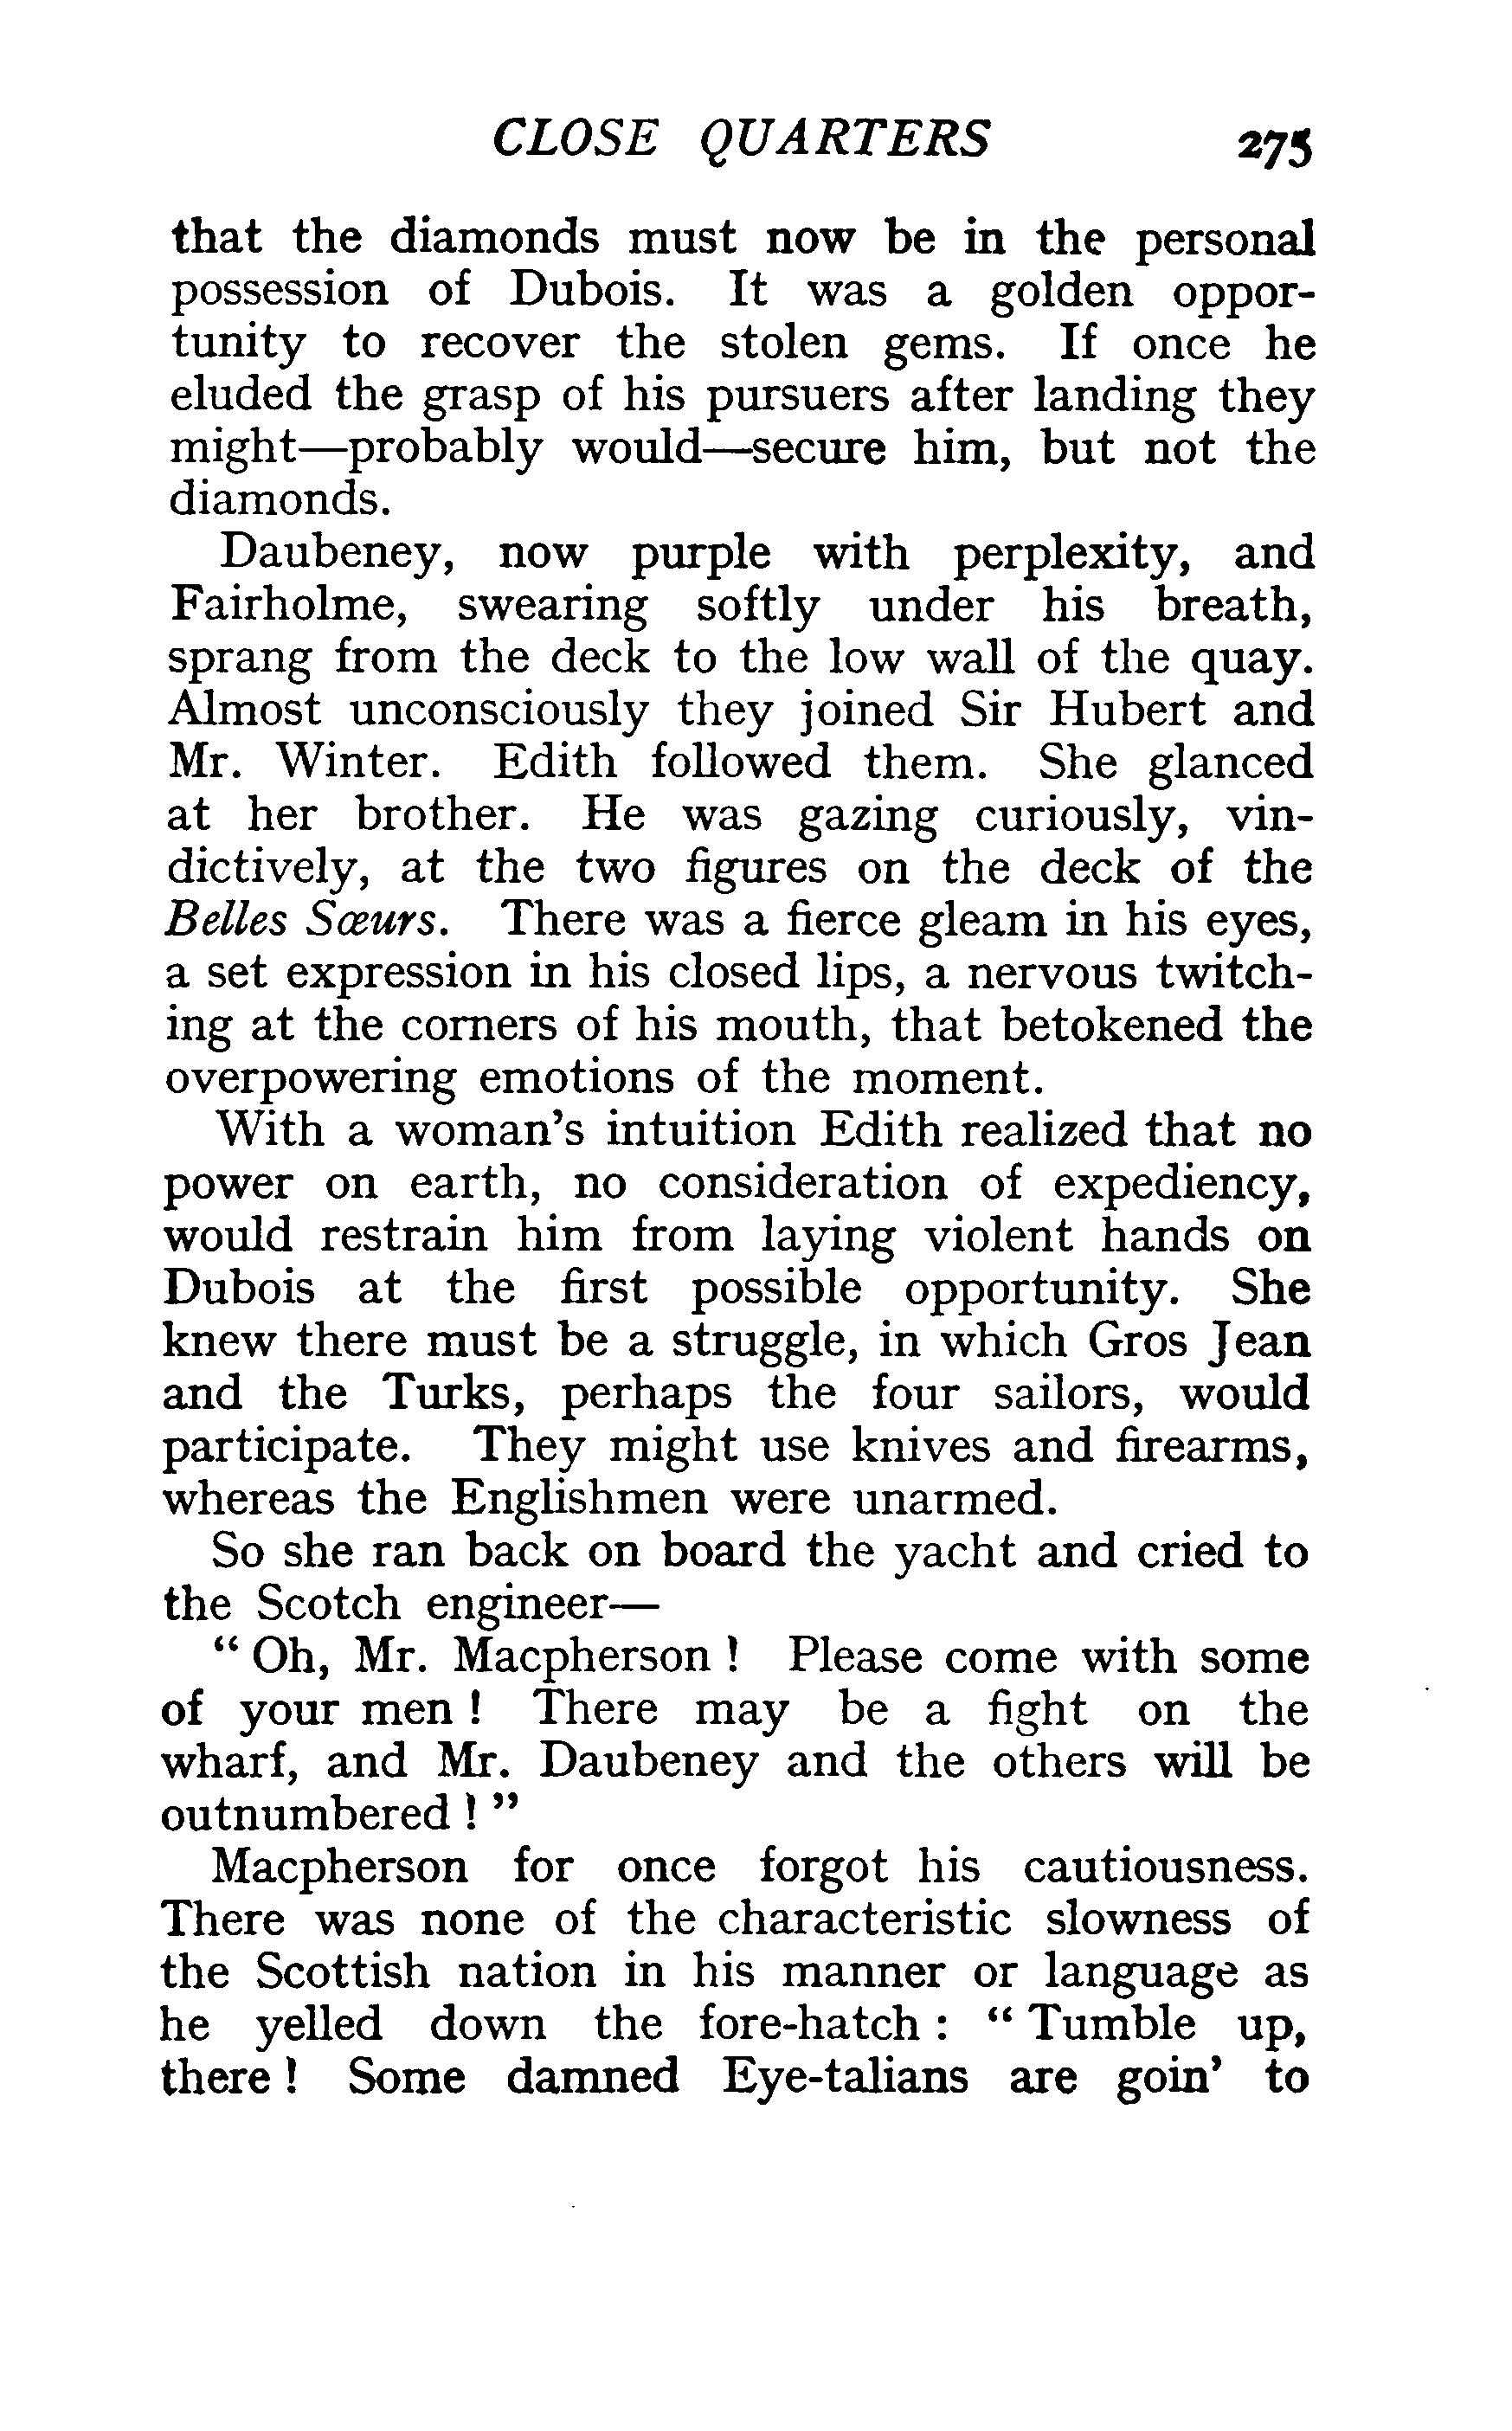 CLOSE QUARTERS 275
that the diamonds must now be in the personal
possession of Dubois. It was a golden oppor-
tunity to recover the stolen gems. If once he
eluded the grasp of his pursuers after landing they
might—probably would—secure him, but not the
diamonds.
Daubeney, now purple with perplexity, and
Fairholme, swearing softly under his breath,
sprang from the deck to the low wall of the quay.
Almost unconsciously they joined Sir Hubert and
Mr. Winter. Edith followed them. She glanced
at her brother. He was gazing curiously, vin-
dictively, at the two figures on the deck of the
Belles Sœurs. There was a fierce gleam in his eyes,
a set expression in his closed lips, a nervous twitch-
ing at the corners of his mouth, that betokened the
overpowering emotions of the moment.
With a woman's intuition Edith realized that no
power on earth, no consideration of expediency,
would restrain him from laying violent hands on
Dubois at the first possible opportunity. She
knew there must be a struggle, in which Gros Jean
and the Turks, perhaps the four sailors, would
participate. They might use knives and firearms,
whereas the Englishmen were unarmed.
So she ran back on board the yacht and cried to
the Scotch engineer—
“ Oh, Mr. Macpherson ! Please come with some
of your men ! There may be a fight on the
wharf, and Mr. Daubeney and the others will be
outnumbered ! ”
Macpherson for once forgot his cautiousness.
There was none of the characteristic slowness of
the Scottish nation in his manner or language as
he yelled down the fore-hatch : “ Tumble up,
there ! Some damned Eye-talians are goin’ to